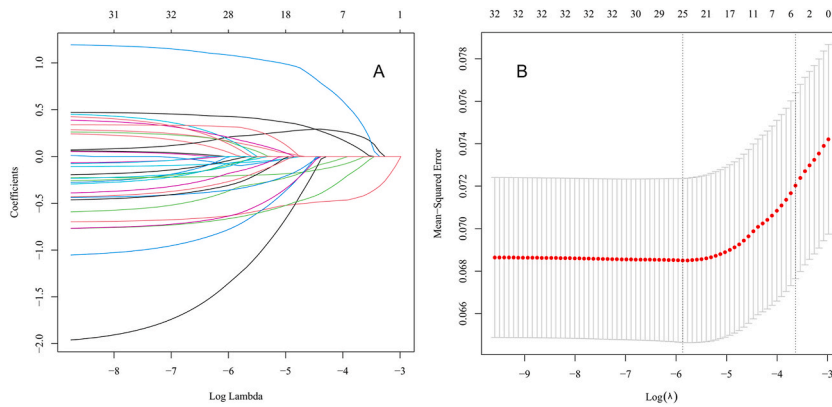 31 32 28 18 7 1
A
Coefficients
1.0
0.5
0.0
−0.5
−1.0
−1.5
−2.0
−8 −7 −6 −5 −4 −3
Log Lambda
32 32 32 32 32 32 30 29 25 21 17 11 7 6 2 0
B
Mean−Squared Error
0.078
0.076
0.074
0.072
0.070
0.068
0.066
−9 −8 −7 −6 −5 −4 −3
Log(λ)